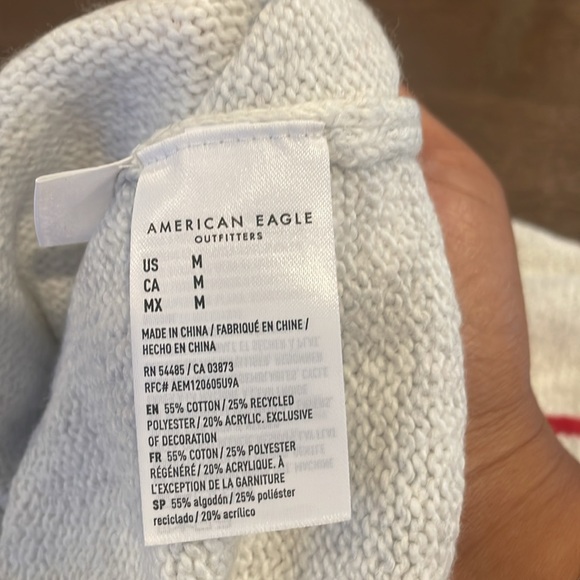 AMERICAN EAGLE
OUTFITTERS
US M
CA M
MX M
MADE IN CHINA / FABRIQUÉ EN CHINE /
HECHO EN CHINA
RN 54485 / CA 03873
RFC# AEM120605U9A
EN 55% COTTON / 25% RECYCLED
POLYESTER / 20% ACRYLIC. EXCLUSIVE
OF DECORATION
FR 55% COTON / 25% POLYESTER
RÉGÉNÉRÉ / 20% ACRYLIQUE. À
L'EXCEPTION DE LA GARNITURE
SP 55% algodón / 25% poliéster
reciclado / 20% acrílico